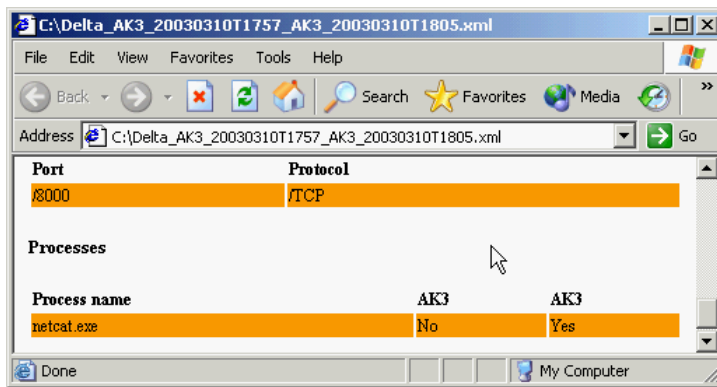 C:\Delta_AK3_20030310T1757_AK3_20030310T1805.xml
File Edit View Favorites Tools Help
Back Search Favorites Media »
Address C:\Delta_AK3_20030310T1757_AK3_20030310T1805.xml Go
Port Protocol
/8000 /TCP
Processes
Process name AK3 AK3
netcat.exe No Yes
Done My Computer